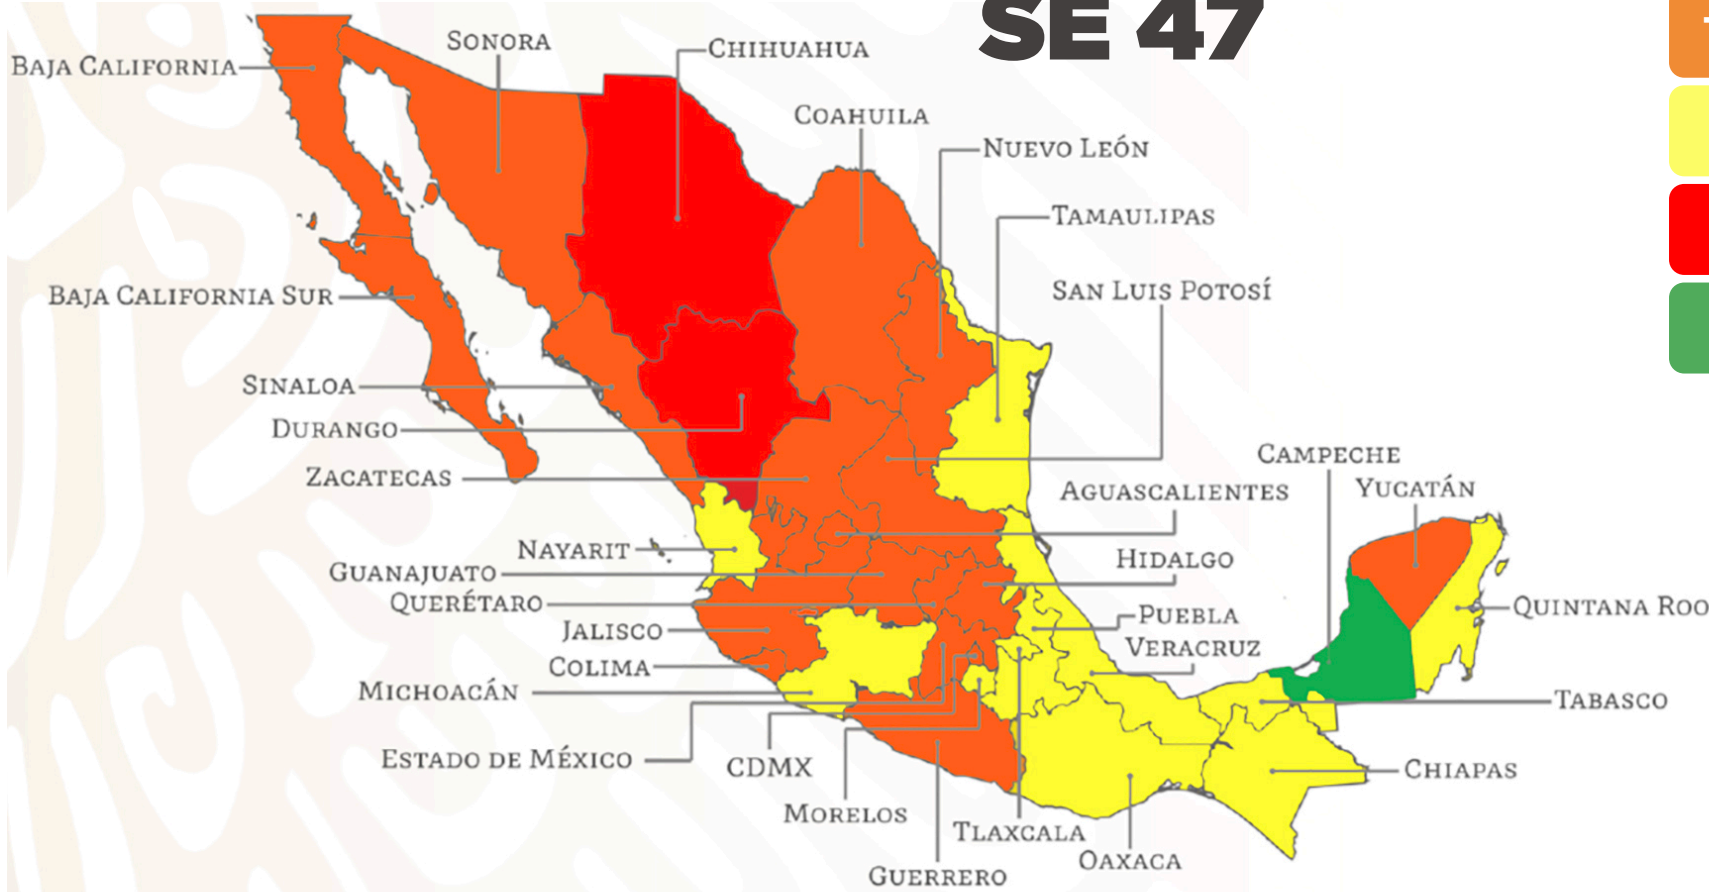 SE 47
SONORA
CHIHUAHUA
BAJA CALIFORNIA
COAHUILA
NUEVO LEÓN
TAMAULIPAS
SAN LUIS POTOSÍ
BAJA CALIFORNIA SUR
SINALOA
DURANGO
CAMPECHE
ZACATECAS
AGUASCALIENTES
YUCATÁN
NAYARIT
HIDALGO
GUANAJUATO
QUERÉTARO
QUINTANA ROO
PUEBLA
JALISCO
VERACRUZ
COLIMA
MICHOACÁN
TABASCO
ESTADO DE MÉXICO
CDMX
CHIAPAS
MORELOS
TLAXCALA
OAXACA
GUERRERO